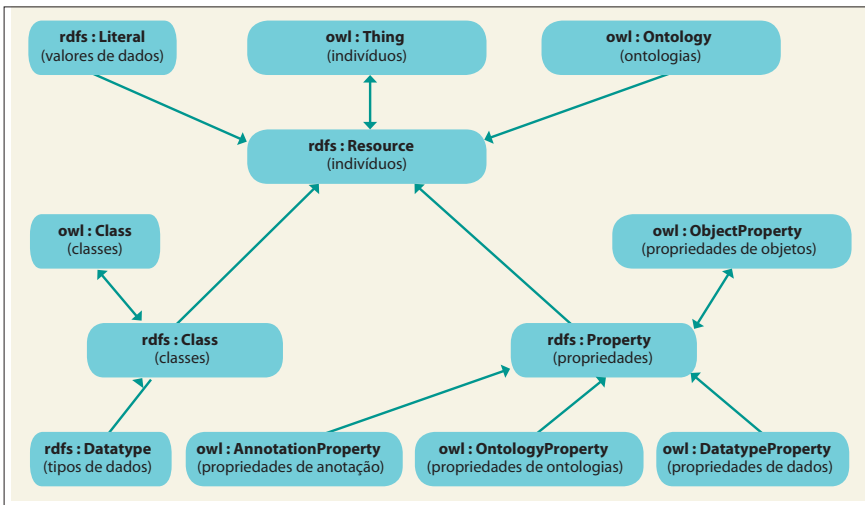 rdfs : Literal
(valores de dados)
owl : Thing
(indivíduos)
owl : Ontology
(ontologias)
rdfs : Resource
(indivíduos)
owl : Class
(classes)
owl : ObjectProperty
(propriedades de objetos)
rdfs : Class
(classes)
rdfs : Property
(propriedades)
rdfs : Datatype
(tipos de dados)
owl : AnnotationProperty
(propriedades de anotação)
owl : OntologyProperty
(propriedades de ontologias)
owl : DatatypeProperty
(propriedades de dados)